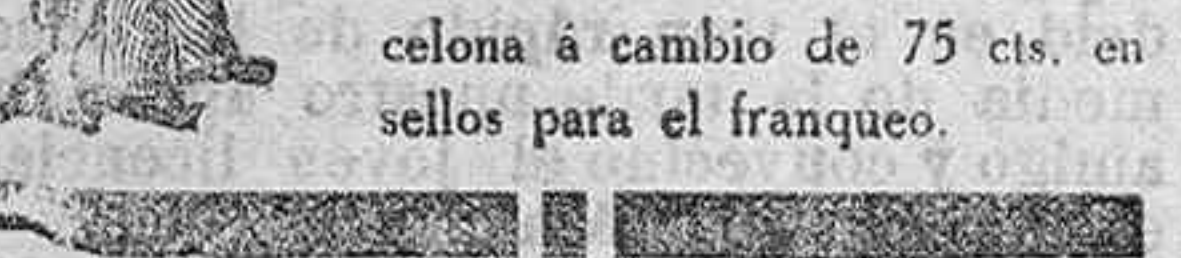 celona á cambio de 75 cts. en
sellos para el franqueo.